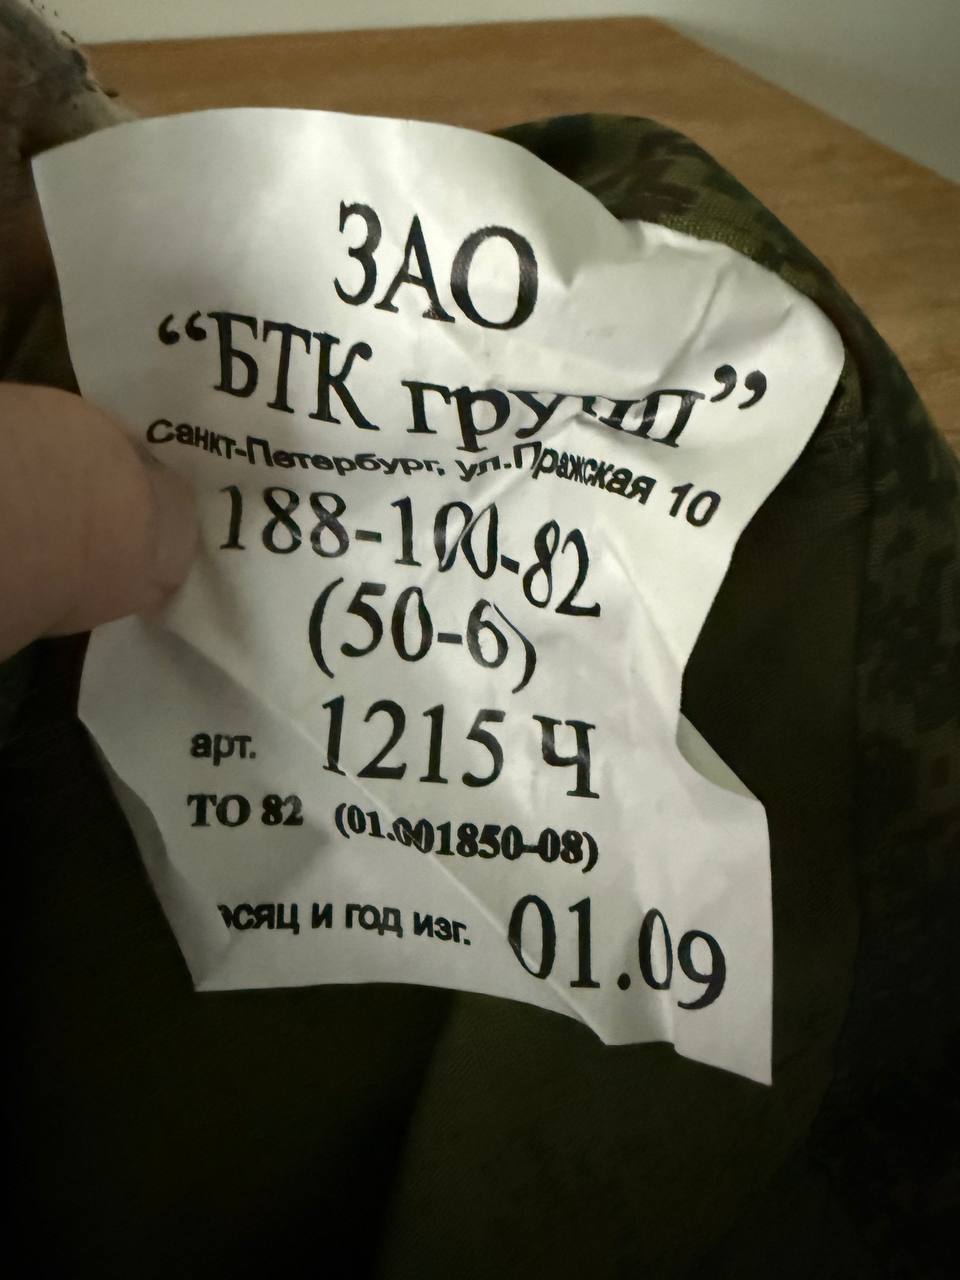 ЗАО
“БТК групп”
Санкт-Петербург, ул.Пражская 10
188-100-82
(50-6)
арт. 1215 Ч
ТО 82 (01.001850-08)
есяц и год изг. 01.09